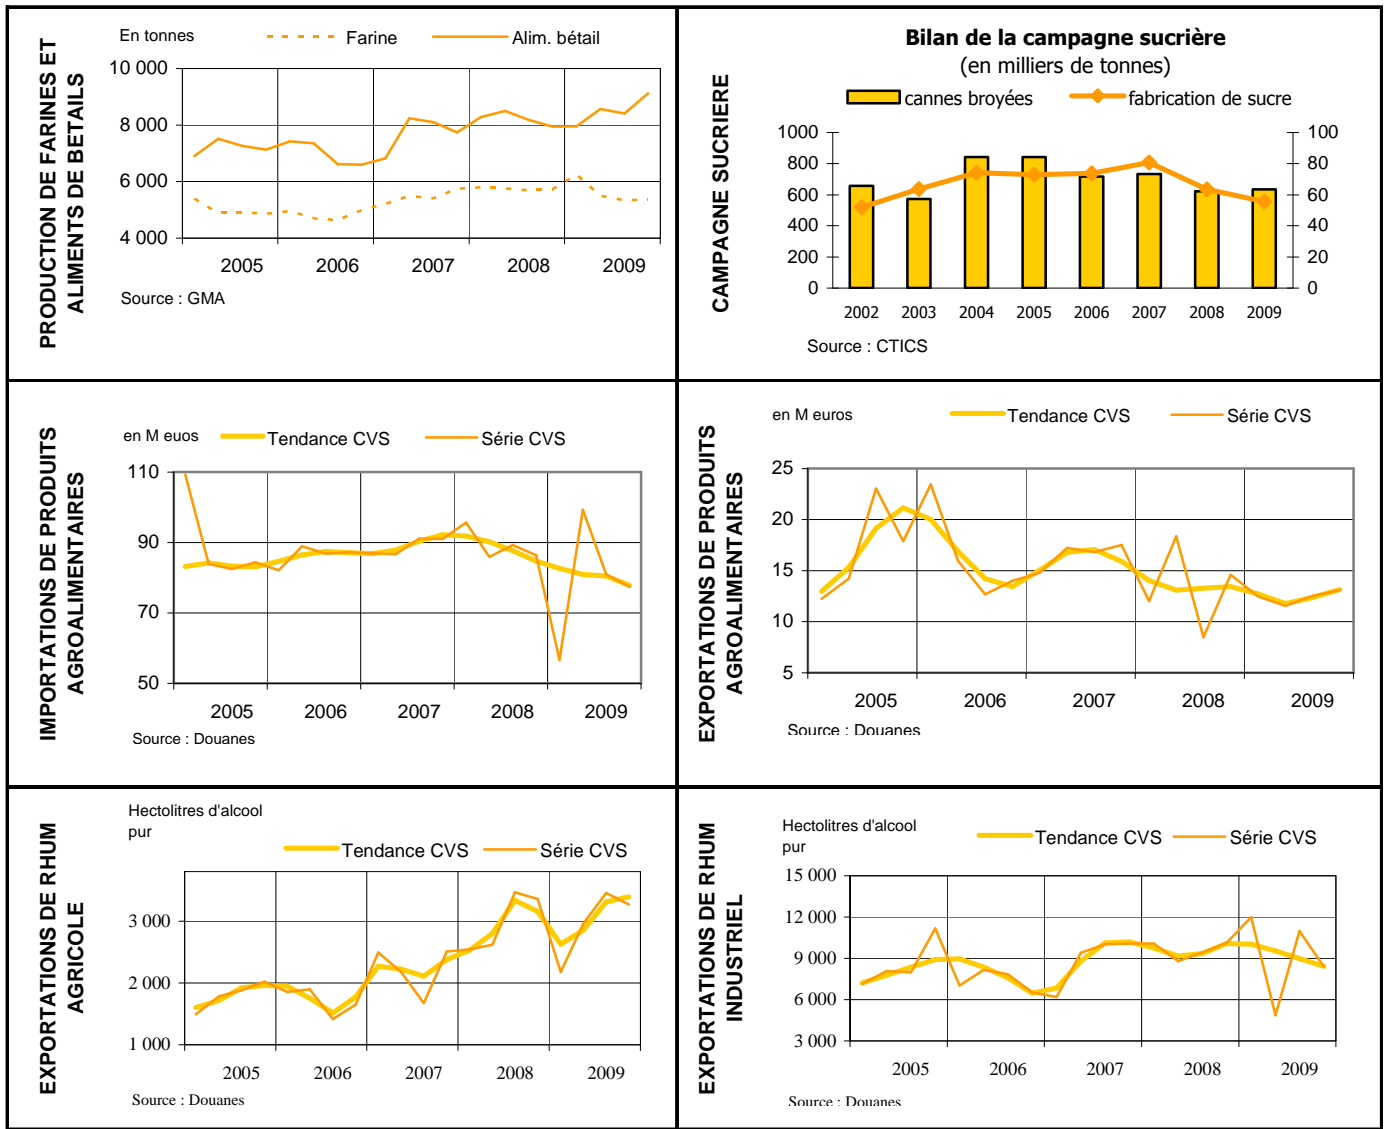 PRODUCTION DE FARINES ET
ALIMENTS DE BETAILS
En tonnes
Farine
Alim. bétail
10 000
8 000
6 000
4 000
2005 2006 2007 2008 2009
Source : GMA
CAMPAGNE SUCRIERE
Bilan de la campagne sucrière
(en milliers de tonnes)
cannes broyées
fabrication de sucre
1000 100
800 80
600 60
400 40
200 20
0 0
2002 2003 2004 2005 2006 2007 2008 2009
Source : CTICS
IMPORTATIONS DE PRODUITS
AGROALIMENTAIRES
en M euos
Tendance CVS
Série CVS
110
90
70
50
2005 2006 2007 2008 2009
Source : Douanes
EXPORTATIONS DE PRODUITS
AGROALIMENTAIRES
en M euros
Tendance CVS
Série CVS
25
20
15
10
5
2005 2006 2007 2008 2009
Source : Douanes
EXPORTATIONS DE RHUM
AGRICOLE
Hectolitres d'alcool
pur
Tendance CVS
Série CVS
3 000
2 000
1 000
2005 2006 2007 2008 2009
Source : Douanes
EXPORTATIONS DE RHUM
INDUSTRIEL
Hectolitres d'alcool
pur
Tendance CVS
Série CVS
15 000
12 000
9 000
6 000
3 000
2005 2006 2007 2008 2009
Source : Douanes